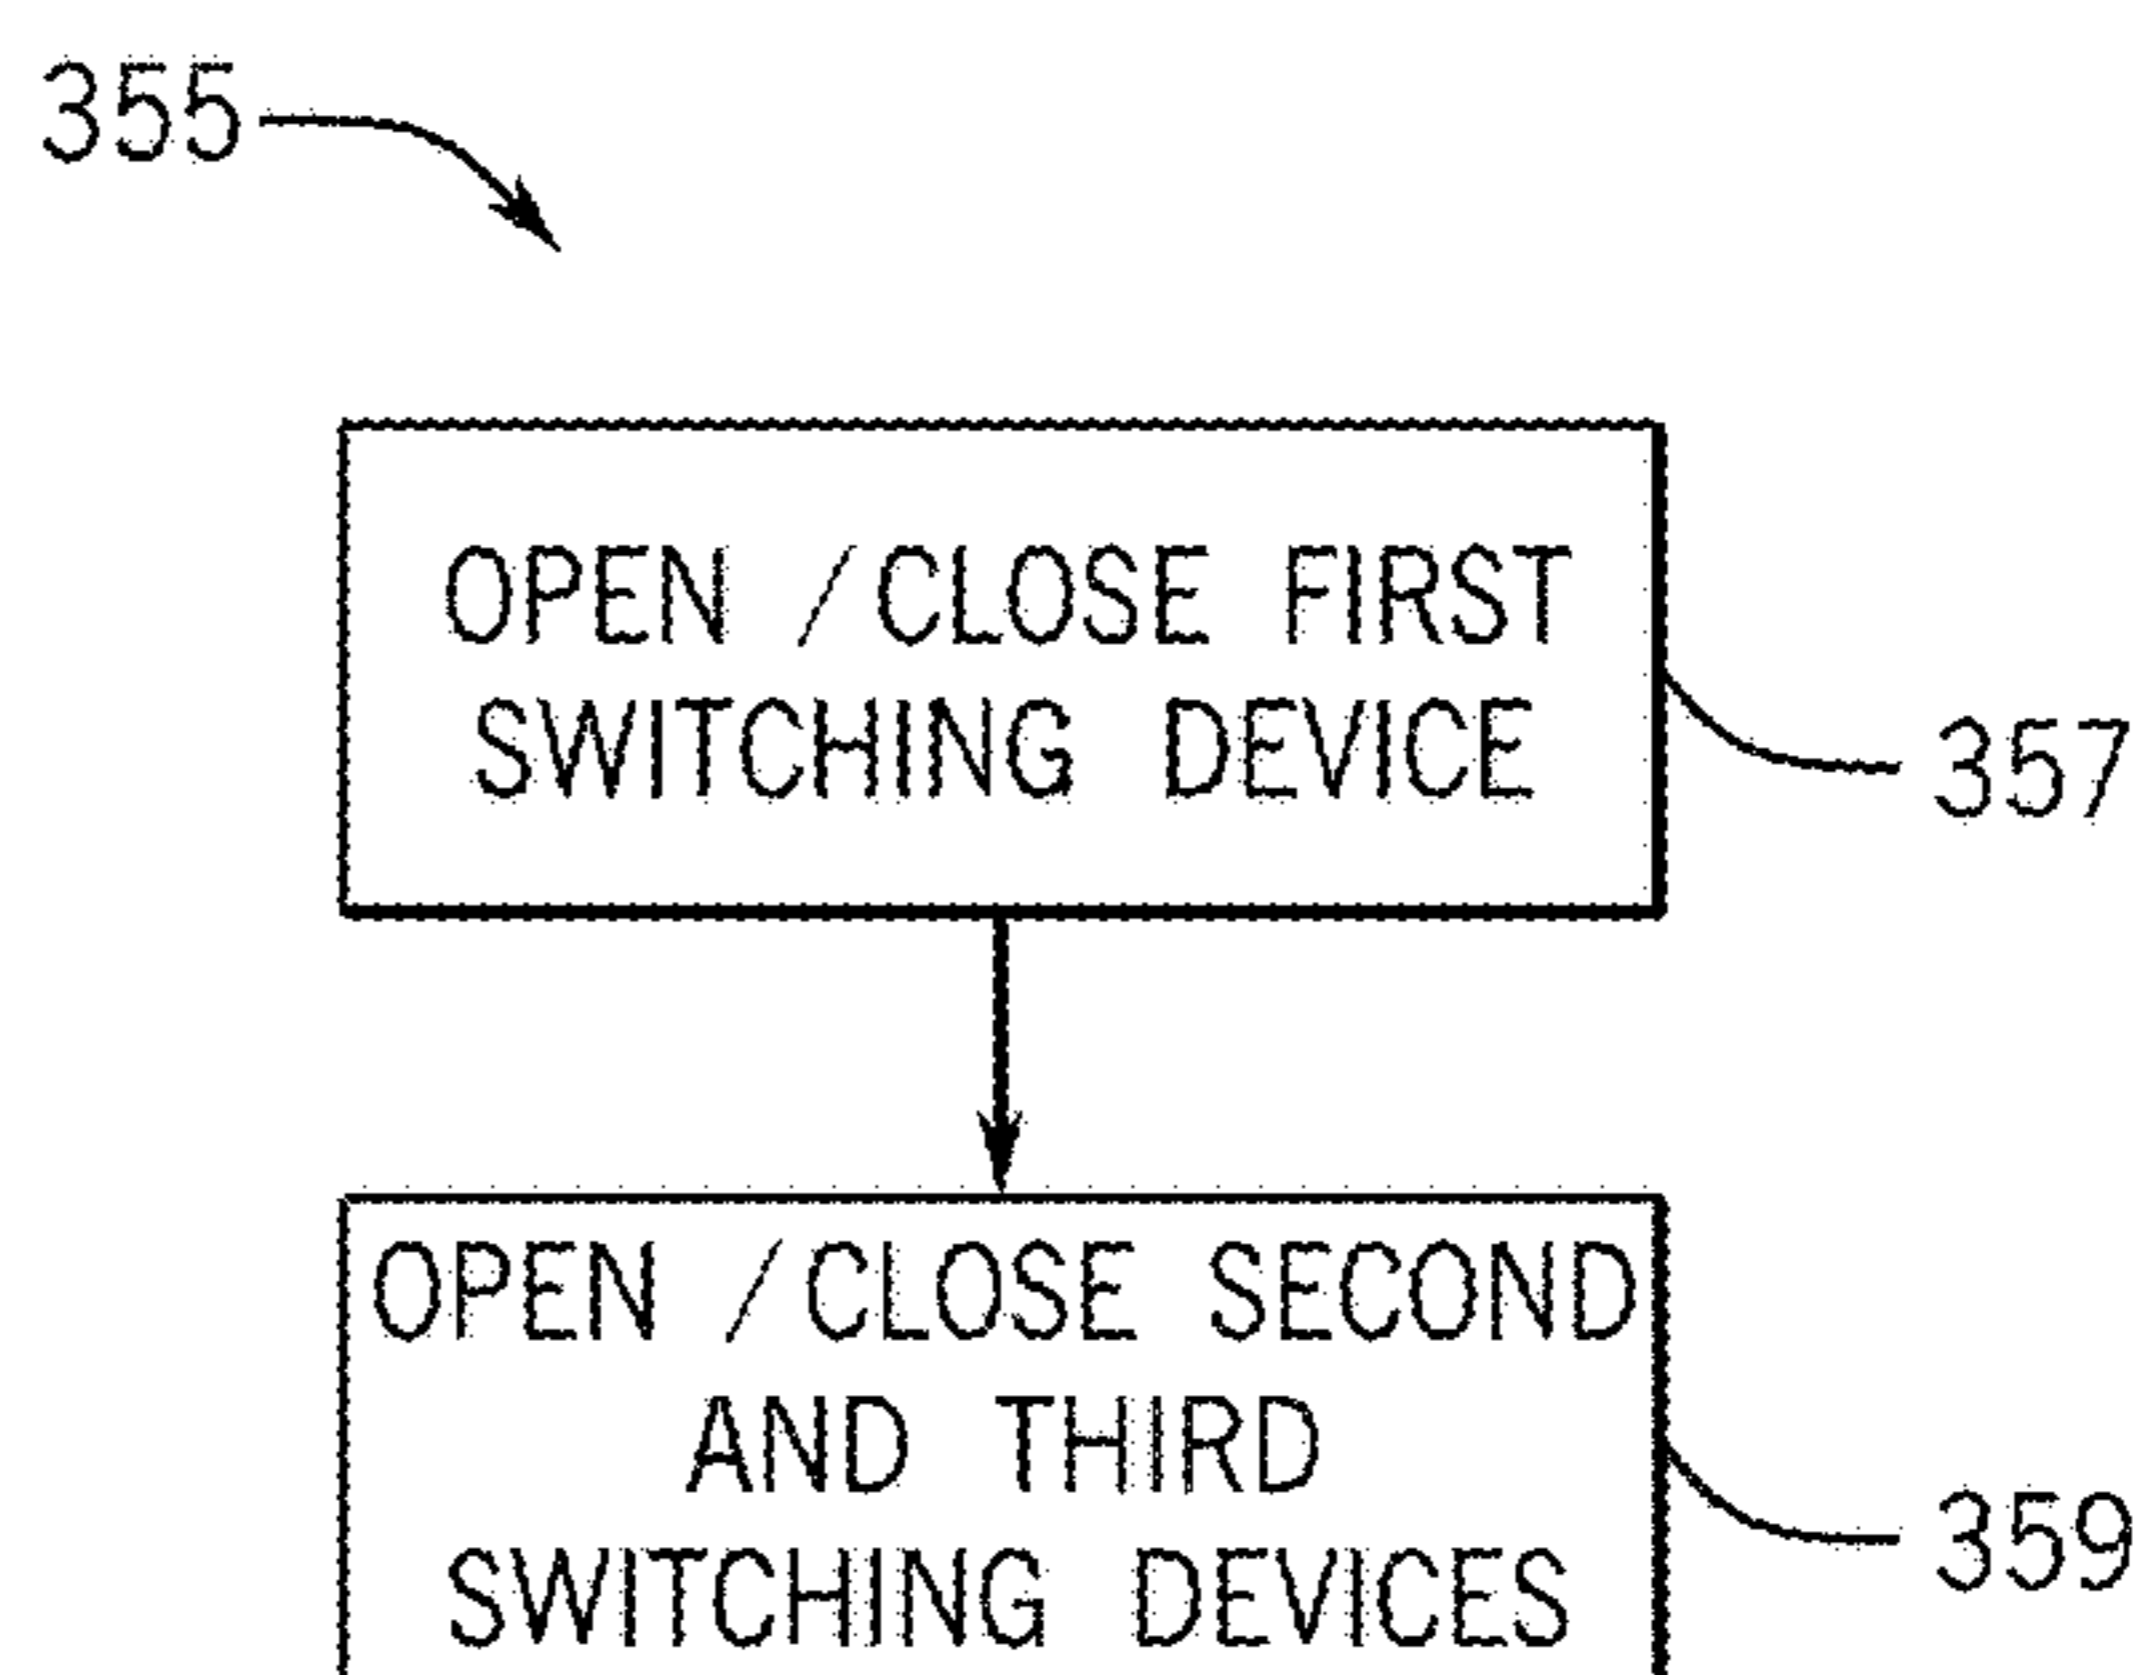 355
OPEN /CLOSE FIRST
SWITCHING DEVICE
357
OPEN /CLOSE SECOND
AND THIRD
SWITCHING DEVICES
359